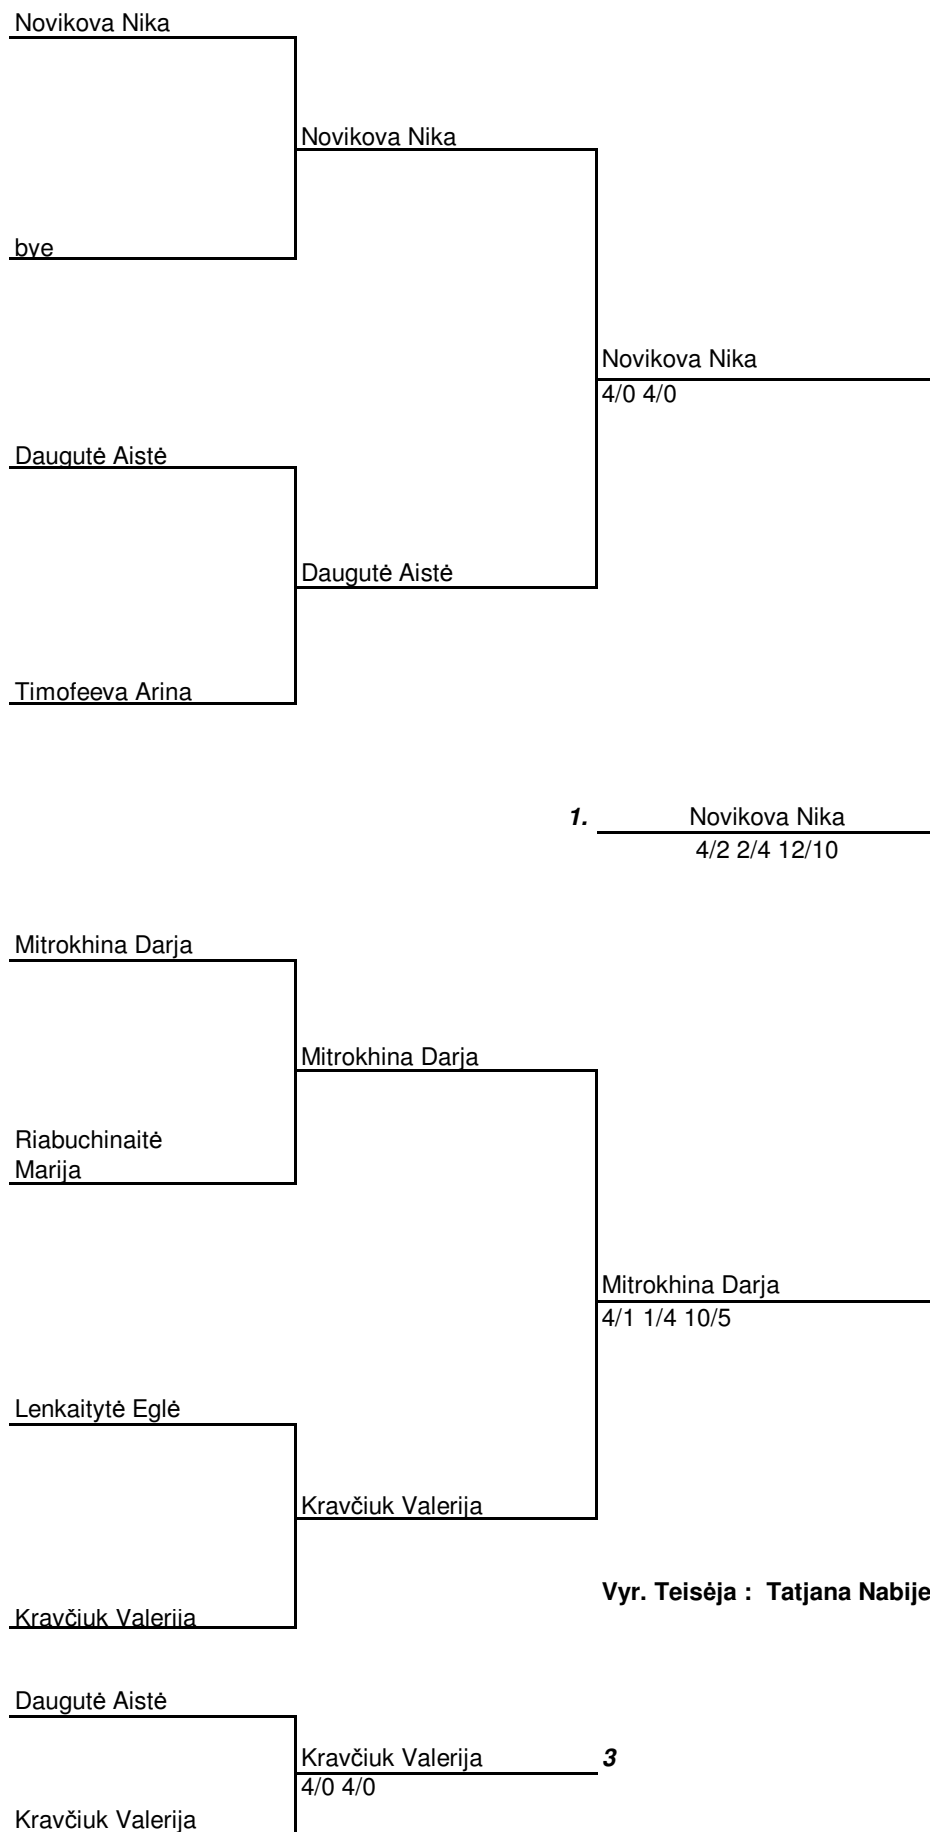 Novikova Nika
Novikova Nika
bye
Novikova Nika
4/0 4/0
Daugutė Aistė
Daugutė Aistė
Timofeeva Arina
1. Novikova Nika
4/2 2/4 12/10
Mitrokhina Darja
Mitrokhina Darja
Riabuchinaitė
Marija
Mitrokhina Darja
4/1 1/4 10/5
Lenkaitytė Eglė
Kravčiuk Valerija
Vyr. Teisėja : Tatjana Nabije
Kravčiuk Valerija
Daugutė Aistė
Kravčiuk Valerija 3
4/0 4/0
Kravčiuk Valerija